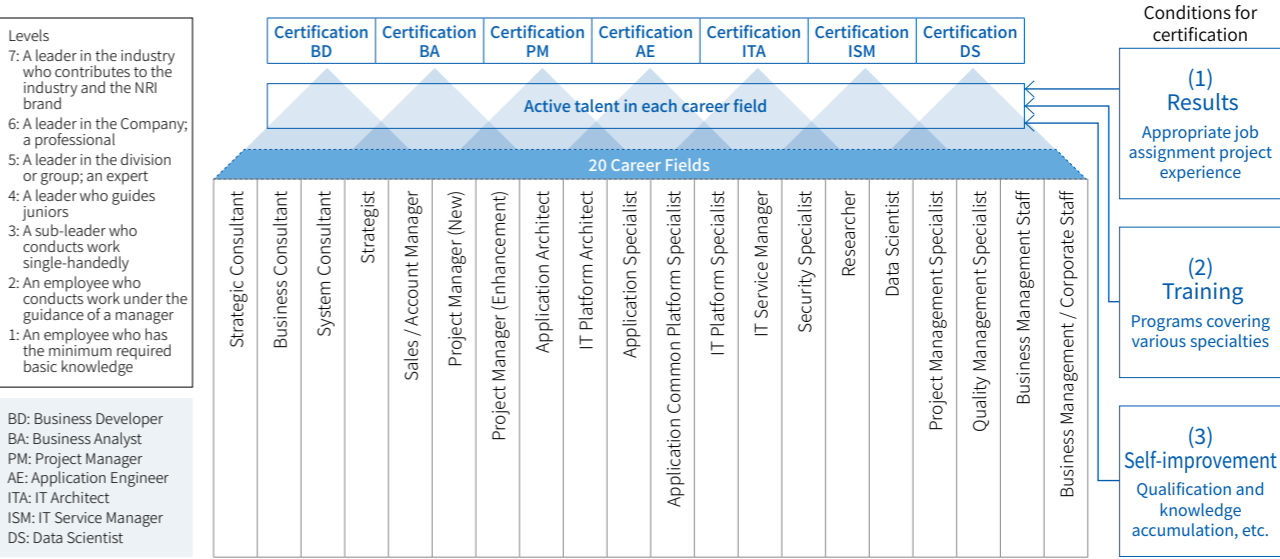 Levels
7: A leader in the industry
who contributes to the
industry and the NRI
brand
6: A leader in the Company;
a professional
5: A leader in the division
or group; an expert
4: A leader who guides
juniors
3: A sub-leader who
conducts work
single-handedly
2: An employee who
conducts work under the
guidance of a manager
1: An employee who has
the minimum required
basic knowledge
BD: Business Developer
BA: Business Analyst
PM: Project Manager
AE: Application Engineer
ITA: IT Architect
ISM: IT Service Manager
DS: Data Scientist
Certification
BD
Certification
BA
Certification
PM
Certification
AE
Certification
ITA
Certification
ISM
Certification
DS
Active talent in each career field
20 Career Fields
Strategic Consultant
Business Consultant
System Consultant
Strategist
Sales / Account Manager
Project Manager (New)
Project Manager (Enhancement)
Application Architect
IT Platform Architect
Application Specialist
Application Common Platform Specialist
IT Platform Specialist
IT Service Manager
Security Specialist
Researcher
Data Scientist
Project Management Specialist
Quality Management Specialist
Business Management Staff
Business Management / Corporate Staff
Conditions for
certification
(1)
Results
Appropriate job
assignment project
experience
(2)
Training
Programs covering
various specialties
(3)
Self-improvement
Qualification and
knowledge
accumulation, etc.